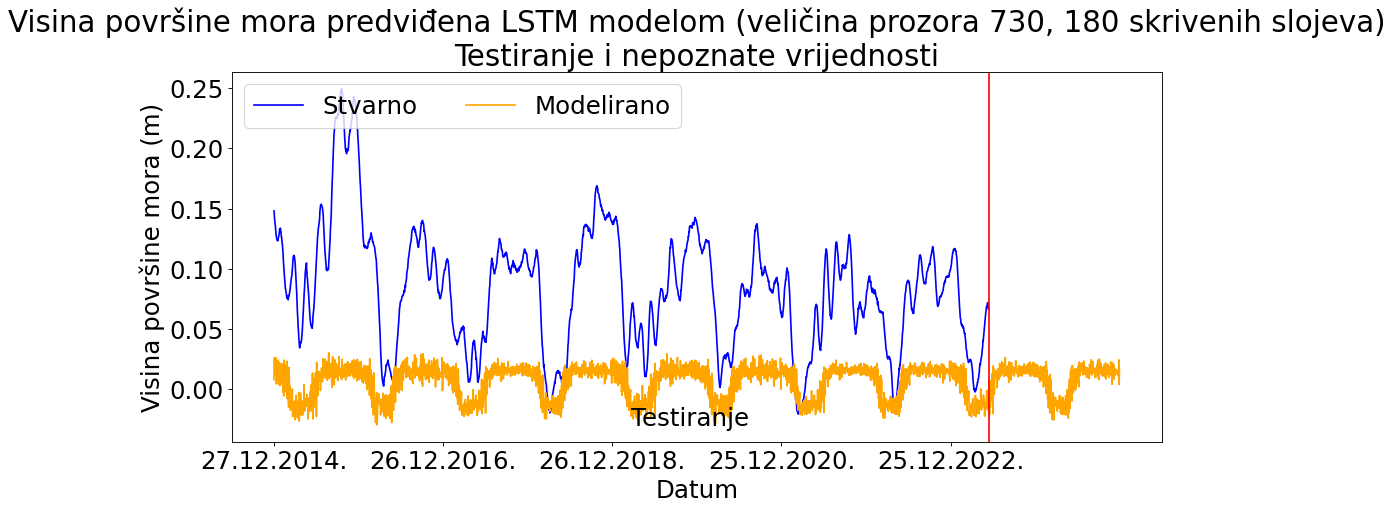 Visina površine mora predviđena LSTM modelom (veličina prozora 730, 180 skrivenih slojeva)
Testiranje i nepoznate vrijednosti
Stvarno
Modelirano
Visina površine mora (m)
0.25
0.20
0.15
0.10
0.05
0.00
Testiranje
27.12.2014.
26.12.2016.
26.12.2018.
25.12.2020.
25.12.2022.
Datum